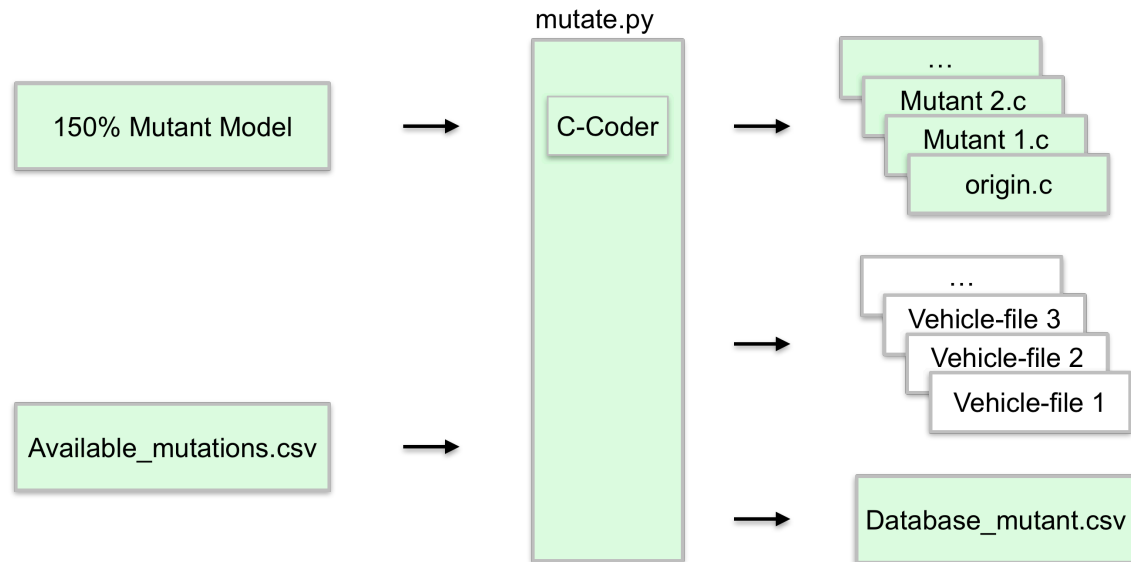 mutate.py
150% Mutant Model
C-Coder
…
Mutant 2.c
Mutant 1.c
origin.c
…
Vehicle-file 3
Vehicle-file 2
Vehicle-file 1
Available_mutations.csv
Database_mutant.csv